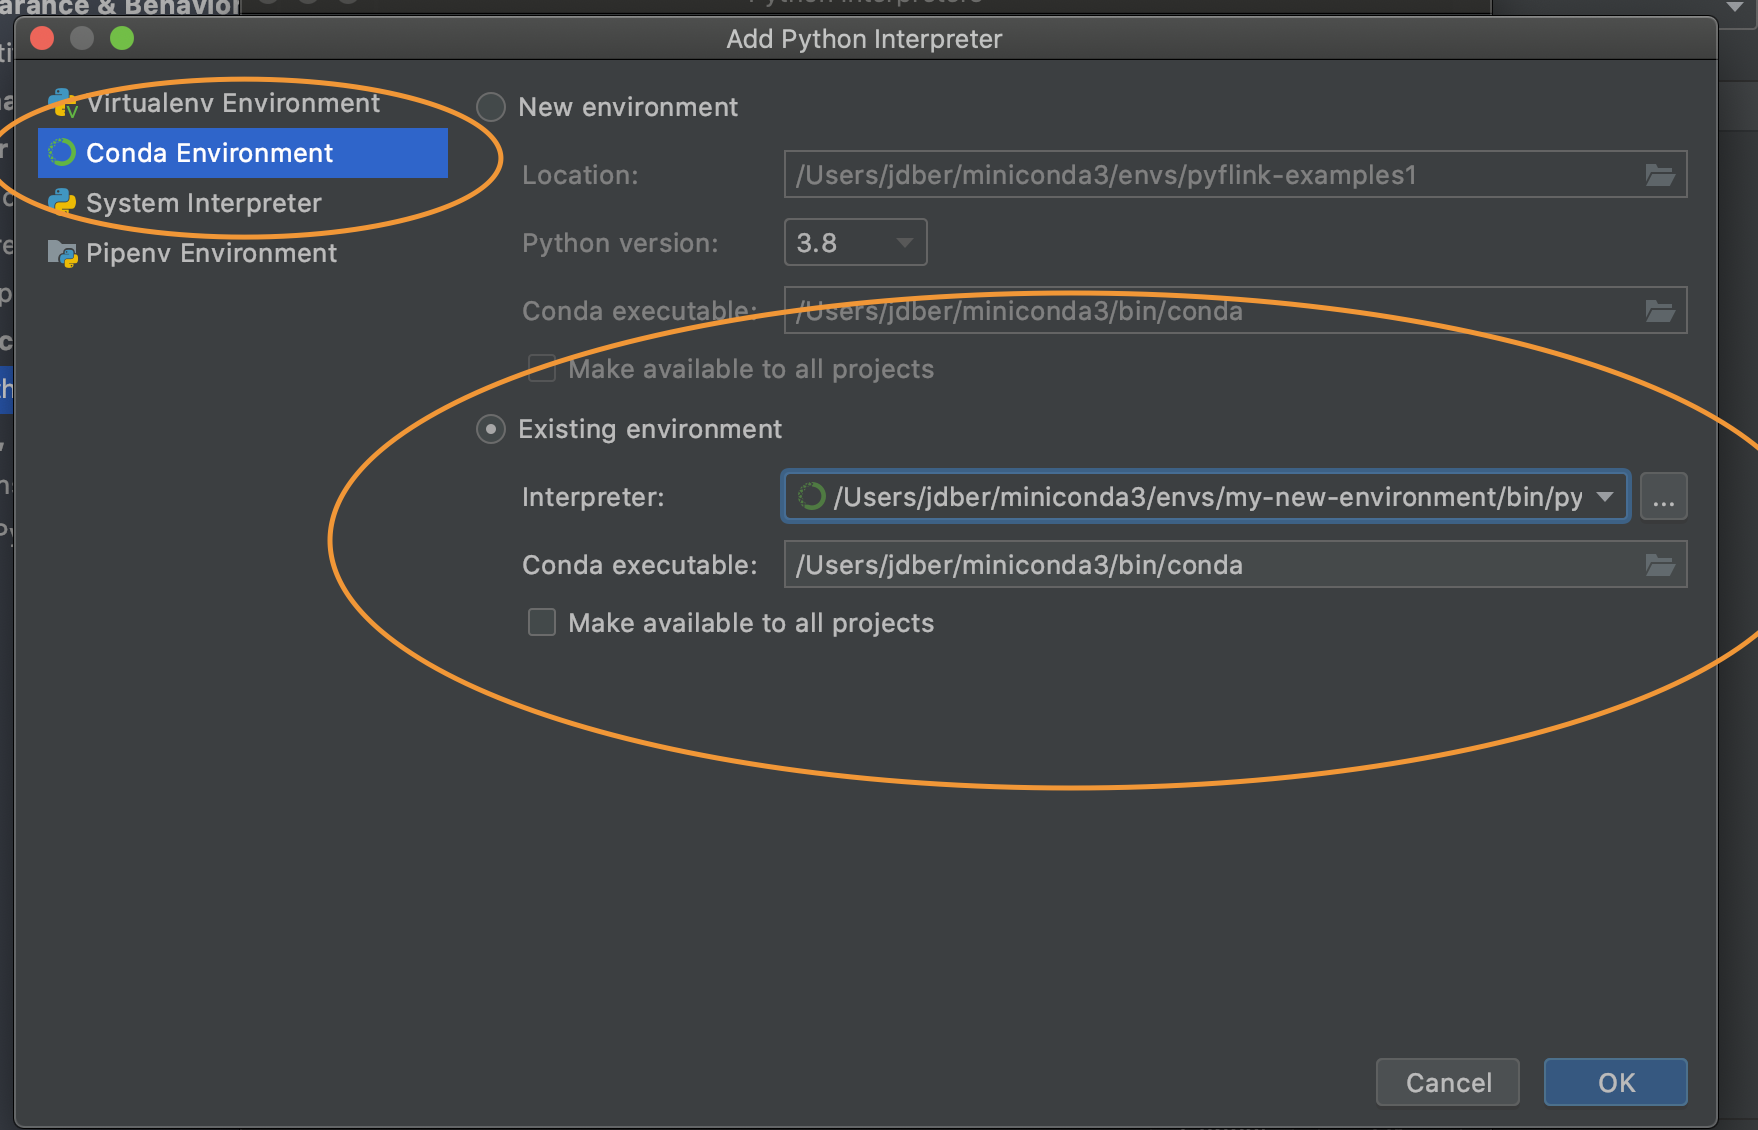 Add Python Interpreter
Virtualenv Environment
Conda Environment
System Interpreter
Pipenv Environment
New environment
Location: /Users/jdber/miniconda3/envs/pyflink-examples1
Python version: 3.8
Conda executable: /Users/jdber/miniconda3/bin/conda
Make available to all projects
Existing environment
Interpreter: /Users/jdber/miniconda3/envs/my-new-environment/bin/py
...
Conda executable: /Users/jdber/miniconda3/bin/conda
Make available to all projects
Cancel OK